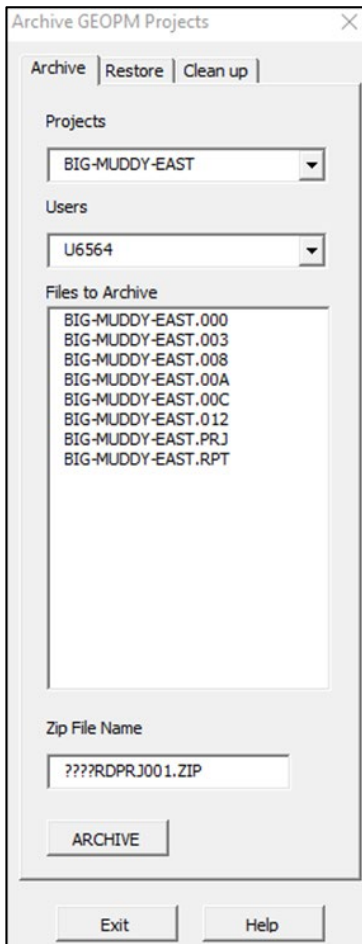 Archive GEOPM Projects
Archive Restore Clean up
Projects
BIG-MUDDY-EAST
Users
U6564
Files to Archive
BIG-MUDDY-EAST.000
BIG-MUDDY-EAST.003
BIG-MUDDY-EAST.008
BIG-MUDDY-EAST.00A
BIG-MUDDY-EAST.00C
BIG-MUDDY-EAST.012
BIG-MUDDY-EAST.PRJ
BIG-MUDDY-EAST.RPT
Zip File Name
????RDPRJ001.ZIP
ARCHIVE
Exit Help